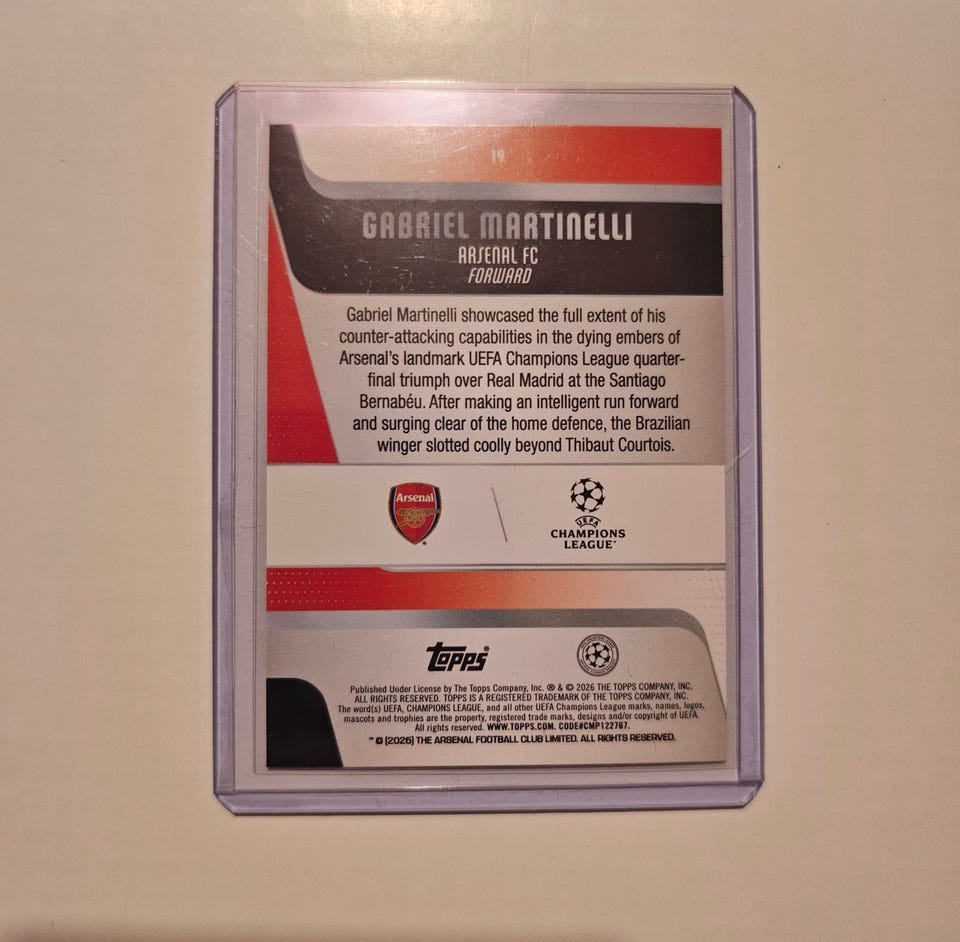 19
GABRIEL MARTINELLI
ARSENAL FC
FORWARD
Gabriel Martinelli showcased the full extent of his
counter-attacking capabilities in the dying embers of
Arsenal's landmark UEFA Champions League quarter-
final triumph over Real Madrid at the Santiago
Bernabéu. After making an intelligent run forward
and surging clear of the home defence, the Brazilian
winger slotted coolly beyond Thibaut Courtois.
Arsenal
UEFA
CHAMPIONS
LEAGUE
topps®
Published Under License by The Topps Company, Inc. ® & © 2026 THE TOPPS COMPANY, INC.
ALL RIGHTS RESERVED. TOPPS IS A REGISTERED TRADEMARK OF THE TOPPS COMPANY, INC.
The word(s) UEFA, CHAMPIONS LEAGUE, and all other UEFA Champions League marks, names, logos,
mascots and trophies are the property, registered trade marks, designs and/or copyright of UEFA.
All rights reserved. WWW.TOPPS.COM. CODE#CMP122767.
™ © (2026) THE ARSENAL FOOTBALL CLUB LIMITED. ALL RIGHTS RESERVED.